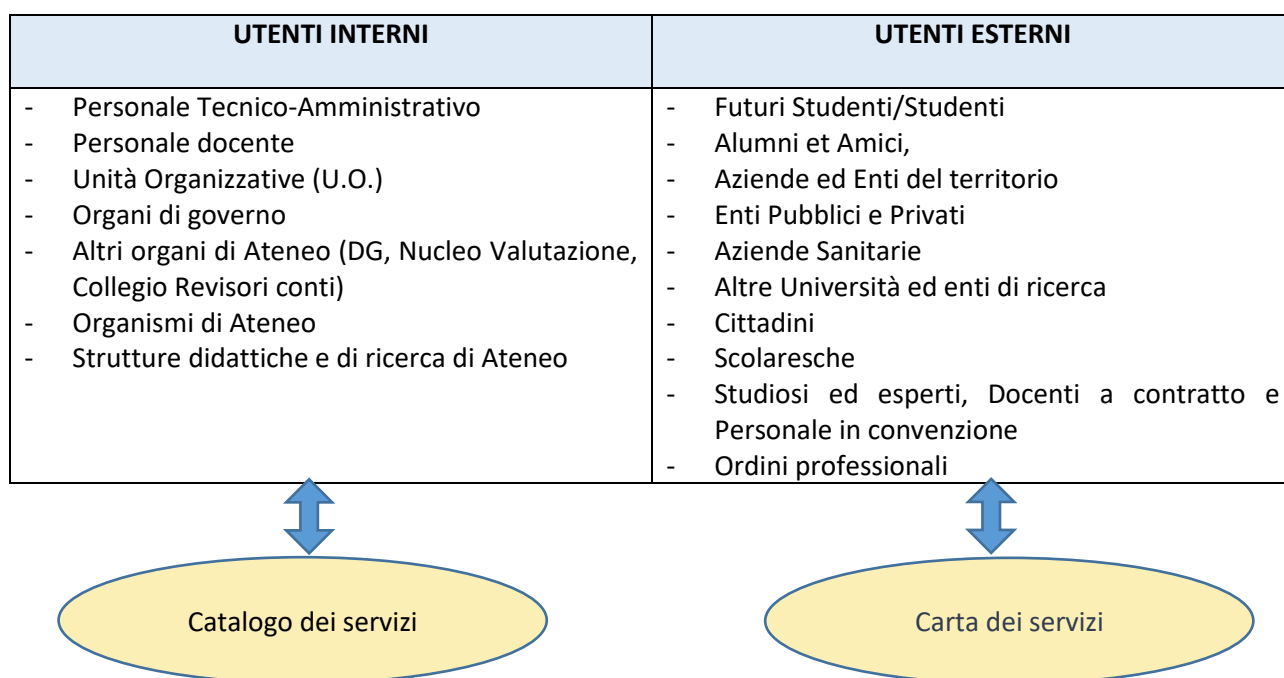 UTENTI INTERNI
UTENTI ESTERNI
- Personale Tecnico-Amministrativo
- Personale docente
- Unità Organizzative (U.O.)
- Organi di governo
- Altri organi di Ateneo (DG, Nucleo Valutazione,
Collegio Revisori conti)
- Organismi di Ateneo
- Strutture didattiche e di ricerca di Ateneo
- Futuri Studenti/Studenti
- Alumni et Amici,
- Aziende ed Enti del territorio
- Enti Pubblici e Privati
- Aziende Sanitarie
- Altre Università ed enti di ricerca
- Cittadini
- Scolaresche
- Studiosi ed esperti, Docenti a contratto e
Personale in convenzione
- Ordini professionali
Catalogo dei servizi
Carta dei servizi